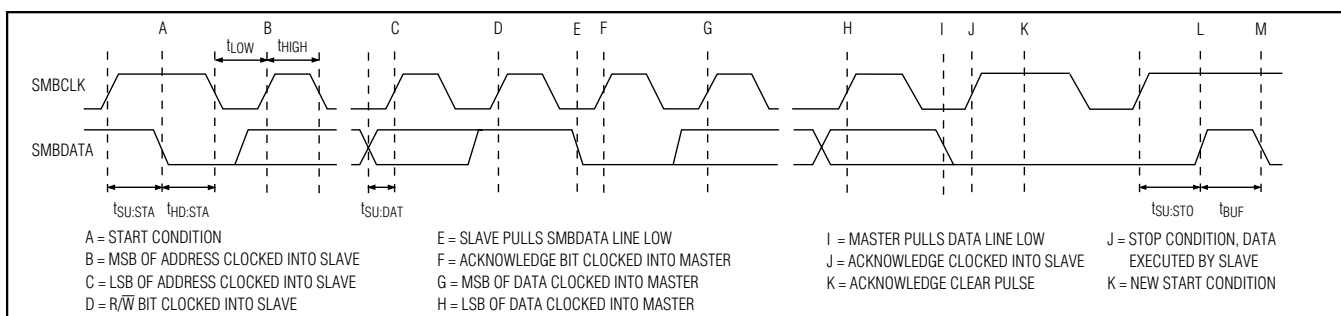 A B C D E F G H I J K L M
tLOW tHIGH
SMBCLK
SMBDATA
tSU:STA tHD:STA tSU:DAT tSU:STO tBUF
A = START CONDITION
B = MSB OF ADDRESS CLOCKED INTO SLAVE
C = LSB OF ADDRESS CLOCKED INTO SLAVE
D = R/W̅ BIT CLOCKED INTO SLAVE
E = SLAVE PULLS SMBDATA LINE LOW
F = ACKNOWLEDGE BIT CLOCKED INTO MASTER
G = MSB OF DATA CLOCKED INTO MASTER
H = LSB OF DATA CLOCKED INTO MASTER
I = MASTER PULLS DATA LINE LOW
J = ACKNOWLEDGE CLOCKED INTO SLAVE
K = ACKNOWLEDGE CLEAR PULSE
J = STOP CONDITION, DATA
EXECUTED BY SLAVE
K = NEW START CONDITION